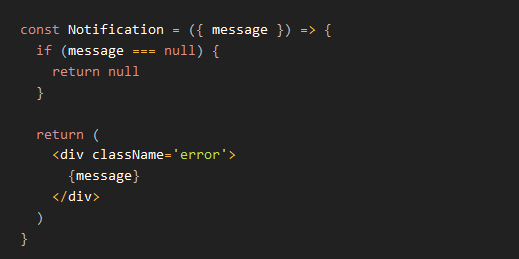 const Notification = ({ message }) => {
  if (message === null) {
    return null
  }

  return (
    <div className='error'>
      {message}
    </div>
  )
}